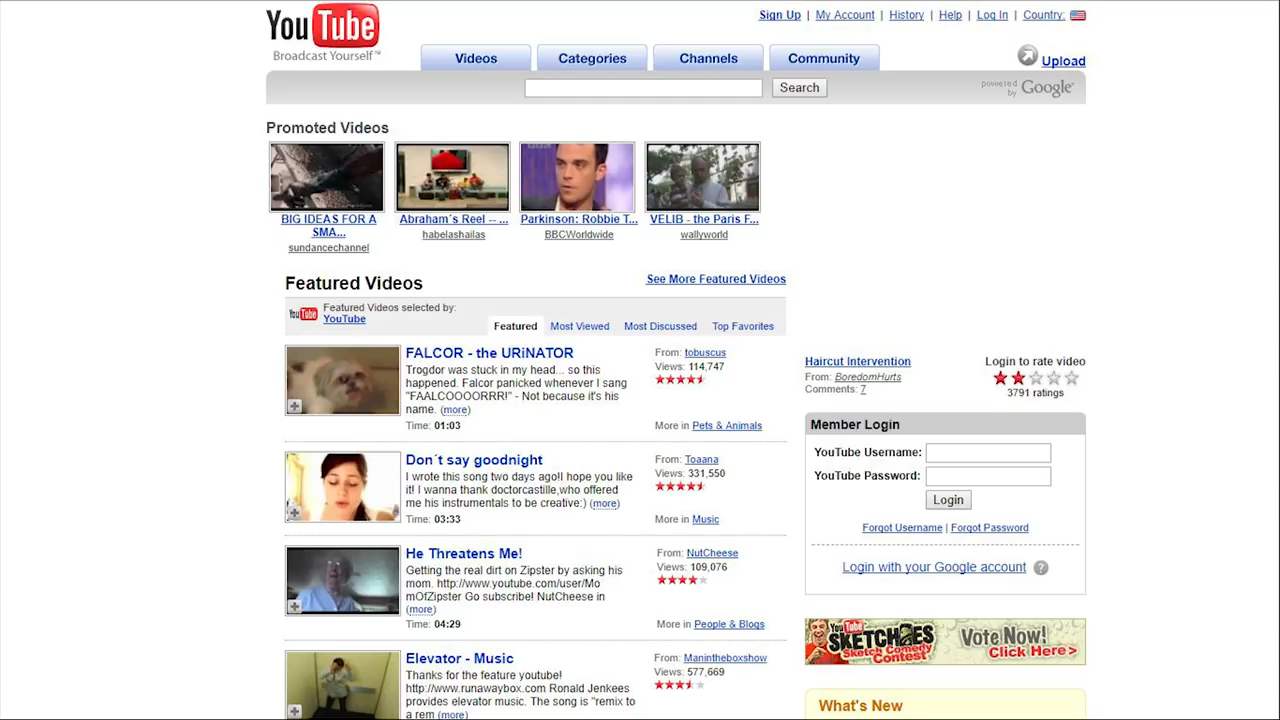 YouTube
Broadcast Yourself™
Sign Up | My Account | History | Help | Log In | Country:
Videos
Categories
Channels
Community
Upload
Search
powered by Google
Promoted Videos
BIG IDEAS FOR A SMA...
sundancechannel
Abraham´s Reel -- ...
habelashailas
Parkinson: Robbie T...
BBCWorldwide
VELIB - the Paris F...
wallyworld
Featured Videos
See More Featured Videos
YouTube
Featured Videos selected by:
YouTube
Featured
Most Viewed
Most Discussed
Top Favorites
FALCOR - the URiNATOR
Trogdor was stuck in my head... so this
happened. Falcor panicked whenever I sang
"FAALCOOOORRR!" - Not because it's his
name. (more)
Time: 01:03
From: tobuscus
Views: 114,747
More in Pets & Animals
Don´t say goodnight
I wrote this song two days ago!I hope you like
it! I wanna thank doctorcastille,who offered
me his instrumentals to be creative:) (more)
Time: 03:33
From: Toaana
Views: 331,550
More in Music
He Threatens Me!
Getting the real dirt on Zipster by asking his
mom. http://www.youtube.com/user/Mo
mOfZipster Go subscribe! NutCheese in
(more)
Time: 04:29
From: NutCheese
Views: 109,076
More in People & Blogs
Elevator - Music
Thanks for the feature youtube!
http://www.runawaybox.com Ronald Jenkees
provides elevator music. The song is "remix to
a rem (more)
From: Manintheboxshow
Views: 577,669
Haircut Intervention
From: BoredomHurts
Comments: 7
Login to rate video
3791 ratings
Member Login
YouTube Username:
YouTube Password:
Login
Forgot Username | Forgot Password
Login with your Google account ?
YouTube
SKETCHIES 2
Sketch Comedy
Contest
Vote Now!
Click Here >
What's New